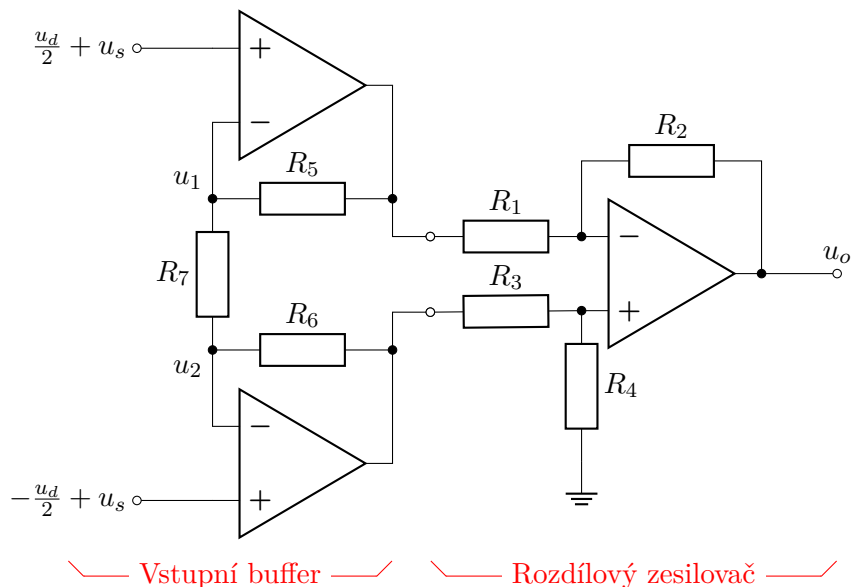 u_d/2 + u_s
+
−
R_5
u_1
R_7
R_6
u_2
−
+
−u_d/2 + u_s
R_1
R_2
−
R_3
+
R_4
u_o
Vstupní buffer
Rozdílový zesilovač